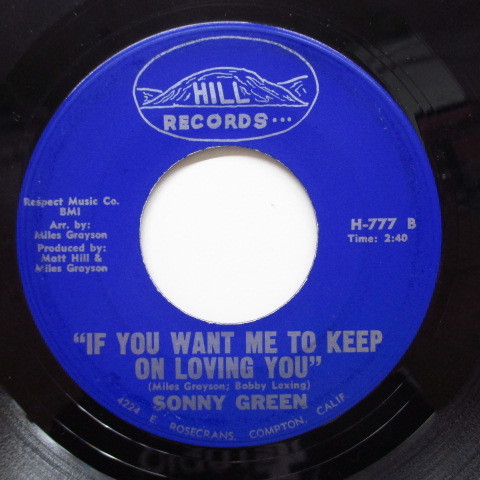 HILL
RECORDS...
Respect Music Co.
BMI
Arr. by:
Miles Grayson
Produced by:
Matt Hill &
Miles Grayson
H-777 B
Time: 2:40
"IF YOU WANT ME TO KEEP
ON LOVING YOU"
(Miles Grayson; Bobby Lexing)
SONNY GREEN
4224 E. ROSECRANS, COMPTON, CALIF.